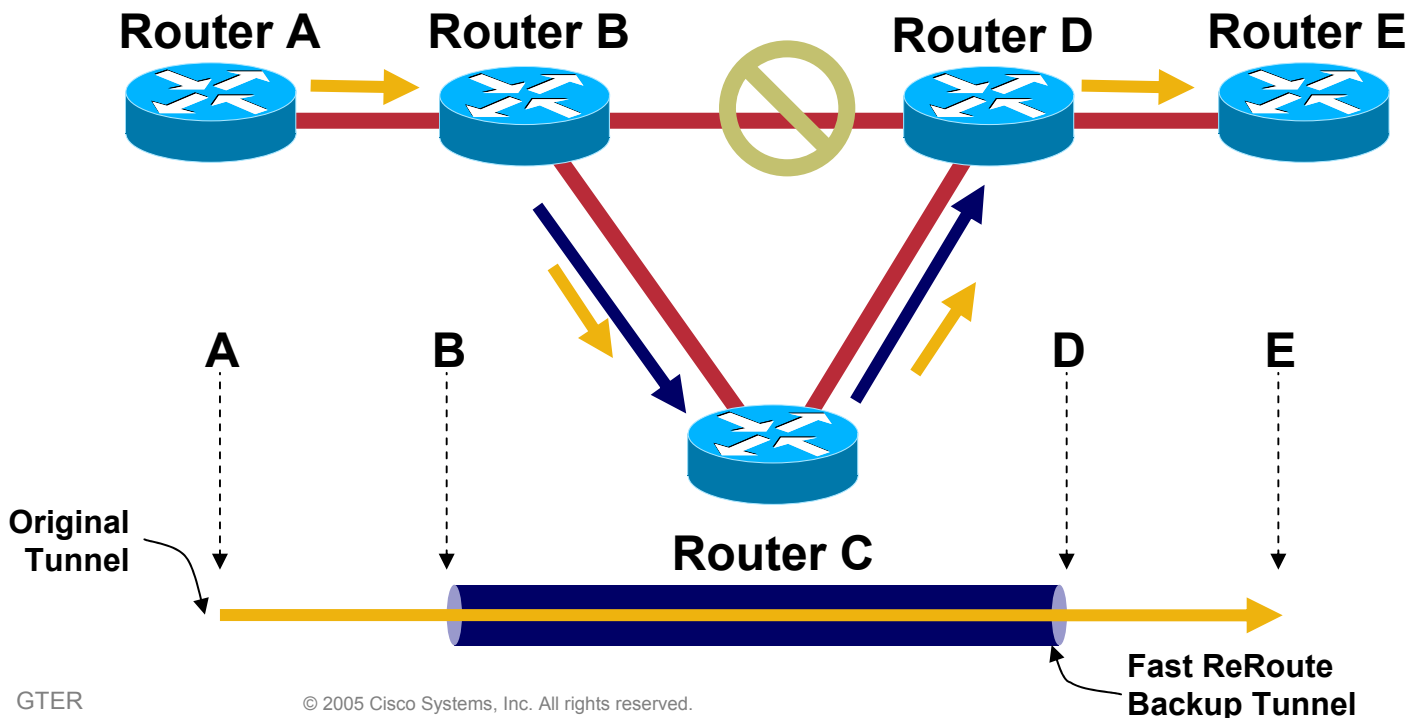 Router A
Router B
Router D
Router E
A
B
D
E
Original
Tunnel
Router C
Fast ReRoute
Backup Tunnel
GTER
© 2005 Cisco Systems, Inc. All rights reserved.